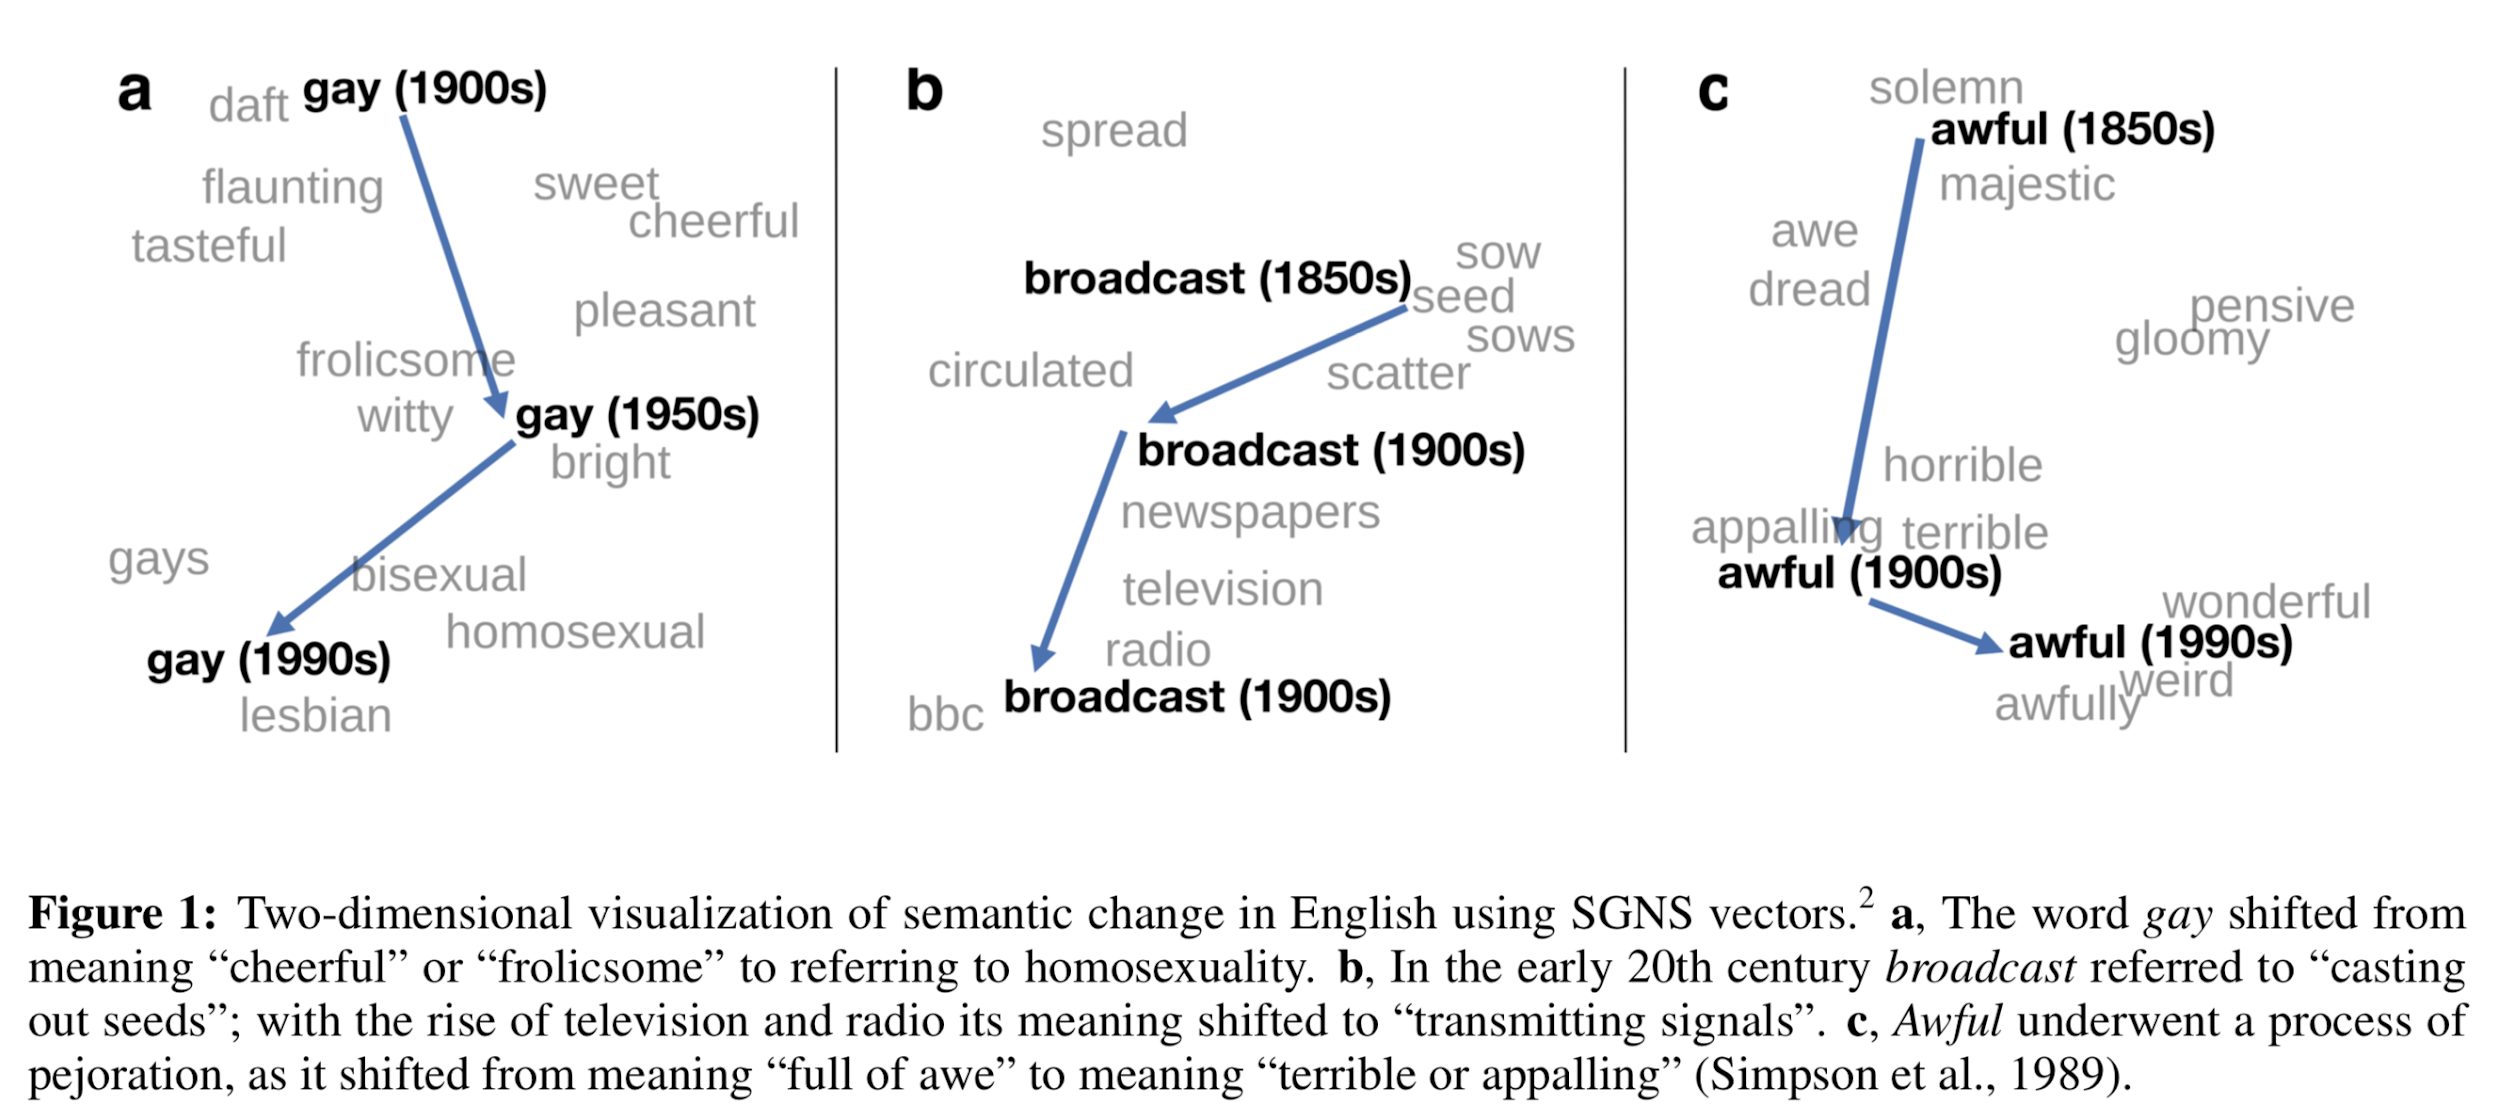 a
daft gay (1900s)
flaunting
sweet
cheerful
tasteful
pleasant
frolicsome
witty
gay (1950s)
bright
gays
bisexual
homosexual
gay (1990s)
lesbian
b
spread
sow
broadcast (1850s)
seed
sows
circulated
scatter
broadcast (1900s)
newspapers
television
radio
bbc
broadcast (1900s)
c
solemn
awful (1850s)
majestic
awe
dread
pensive
gloomy
horrible
appalling
terrible
awful (1900s)
wonderful
awful (1990s)
weird
awfully
Figure 1: Two-dimensional visualization of semantic change in English using SGNS vectors.2 a, The word gay shifted from
meaning “cheerful” or “frolicsome” to referring to homosexuality. b, In the early 20th century broadcast referred to “casting
out seeds”; with the rise of television and radio its meaning shifted to “transmitting signals”. c, Awful underwent a process of
pejoration, as it shifted from meaning “full of awe” to meaning “terrible or appalling” (Simpson et al., 1989).